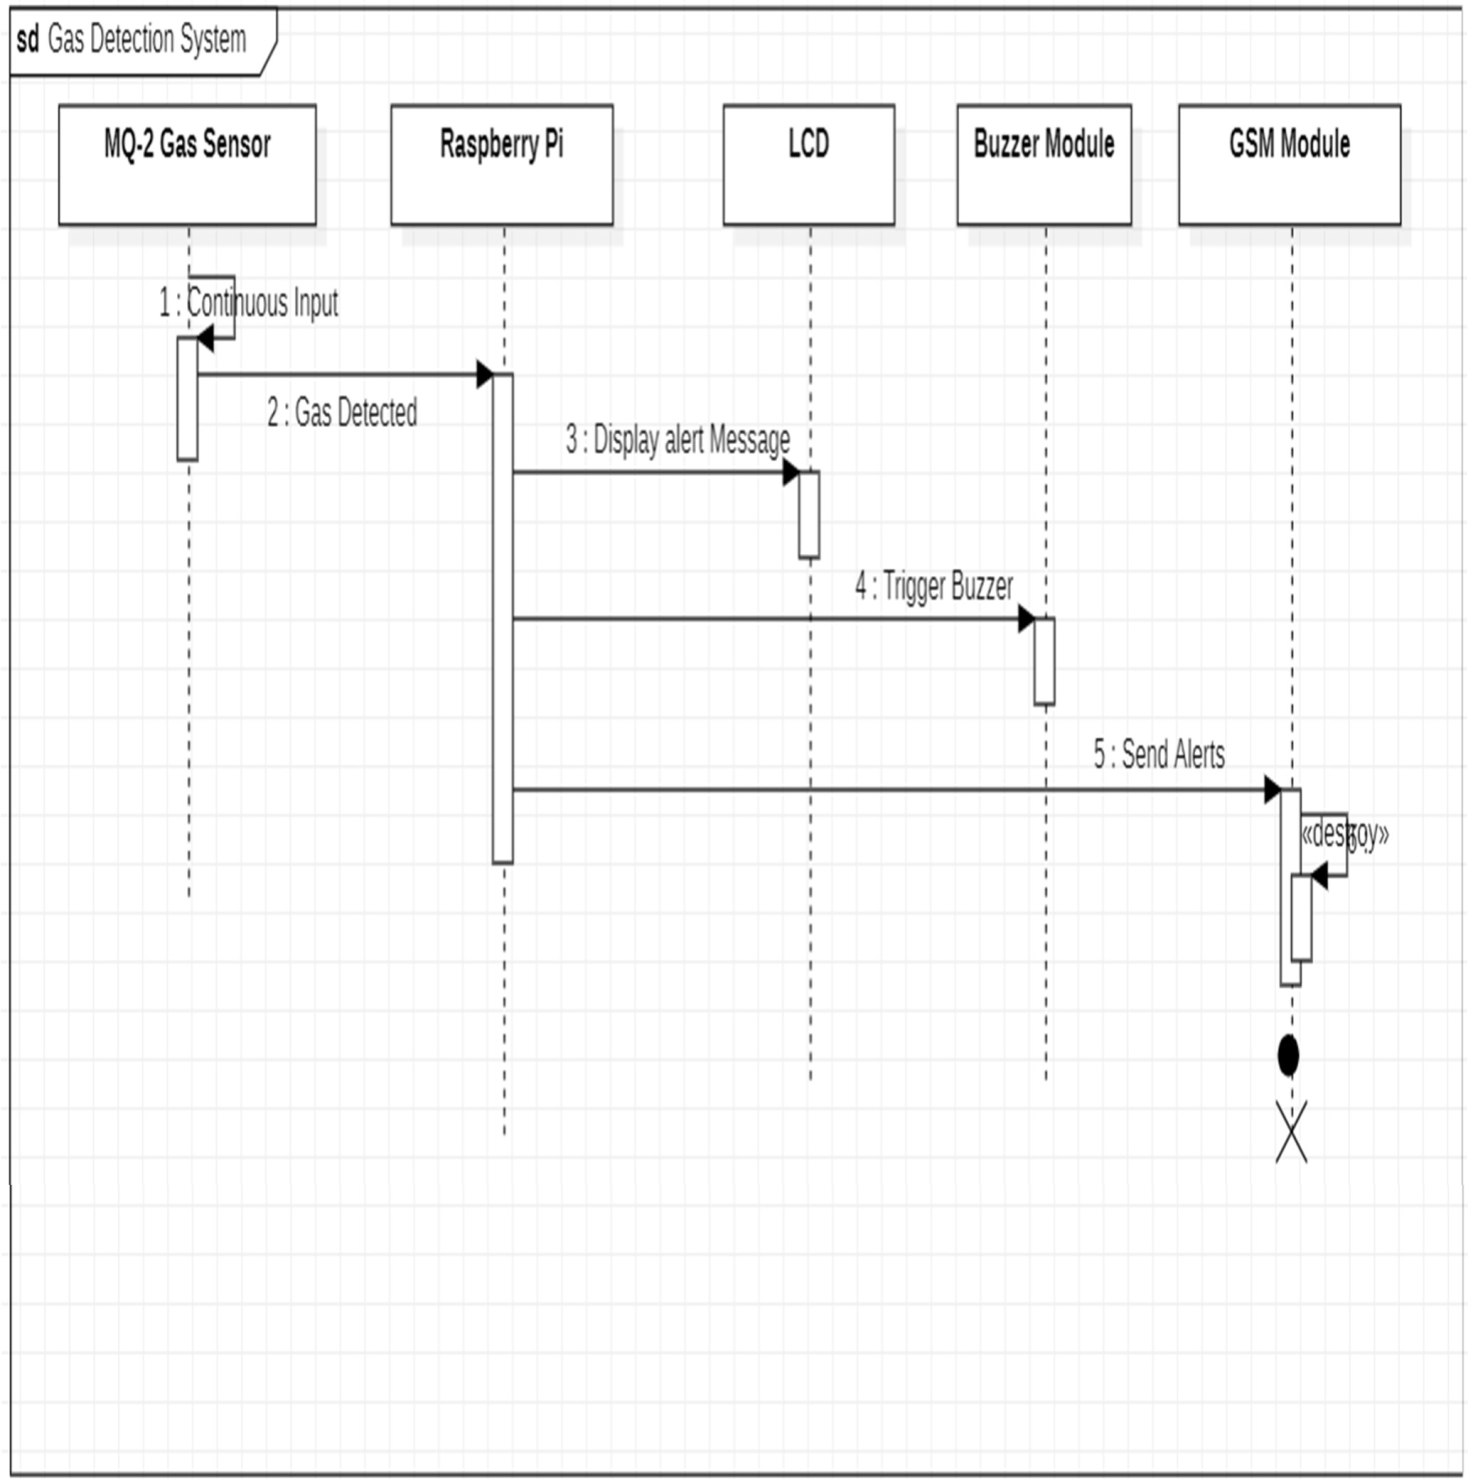 sd Gas Detection System
MQ-2 Gas Sensor
Raspberry Pi
LCD
Buzzer Module
GSM Module
1 : Continuous Input
2 : Gas Detected
3 : Display alert Message
4 : Trigger Buzzer
5 : Send Alerts
«destroy»